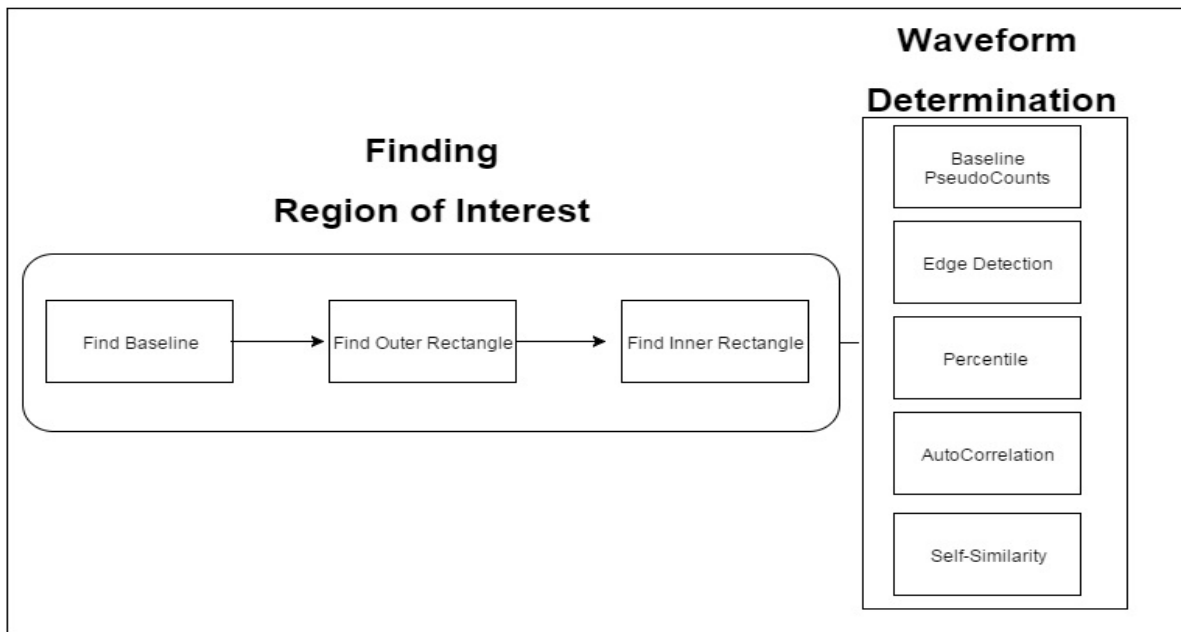 Finding
Region of Interest
Find Baseline
Find Outer Rectangle
Find Inner Rectangle
Waveform
Determination
Baseline
PseudoCounts
Edge Detection
Percentile
AutoCorrelation
Self-Similarity